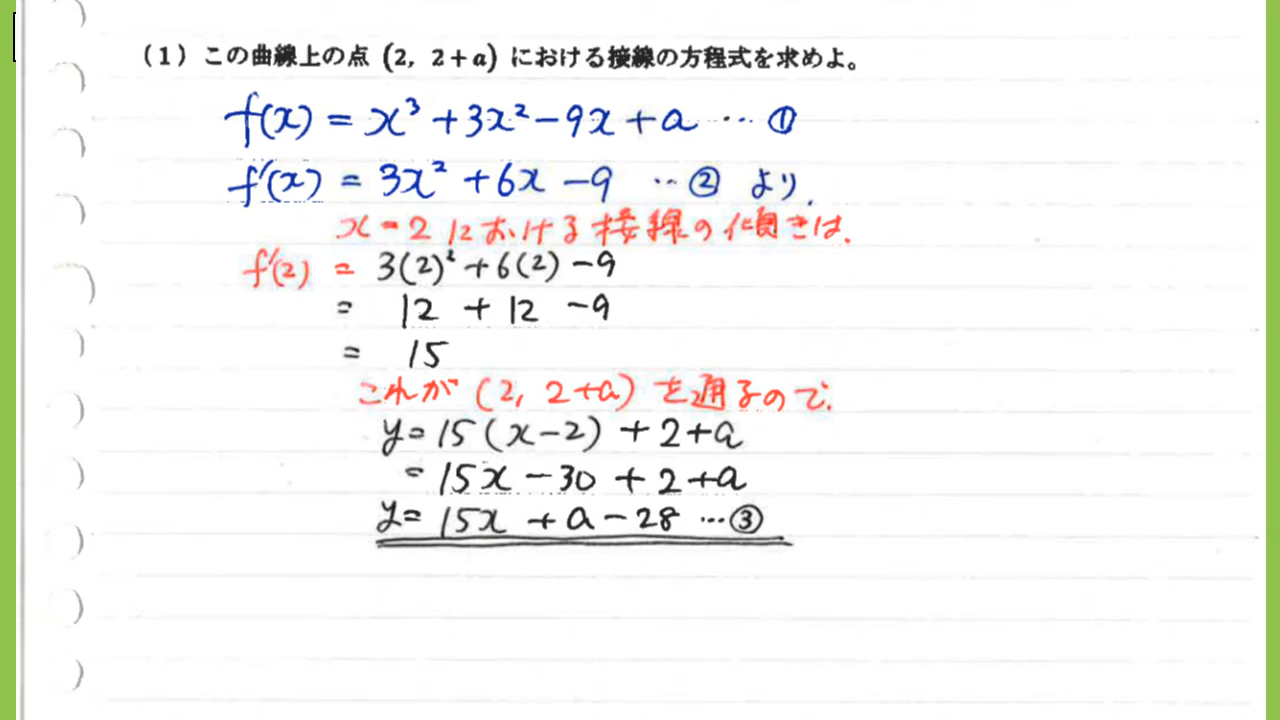 (1) この曲線上の点 (2, 2+a) における接線の方程式を求めよ。
f(x) = x³ +3x² -9x +a … ①
f'(x) = 3x² +6x -9 … ② より、
x=2 における接線の傾きは、
f'(2) = 3(2)² +6(2) -9
= 12 + 12 -9
= 15
これが (2, 2+a) を通るので、
y= 15 (x-2) + 2+a
= 15x - 30 + 2+a
y= 15x + a - 28 … ③